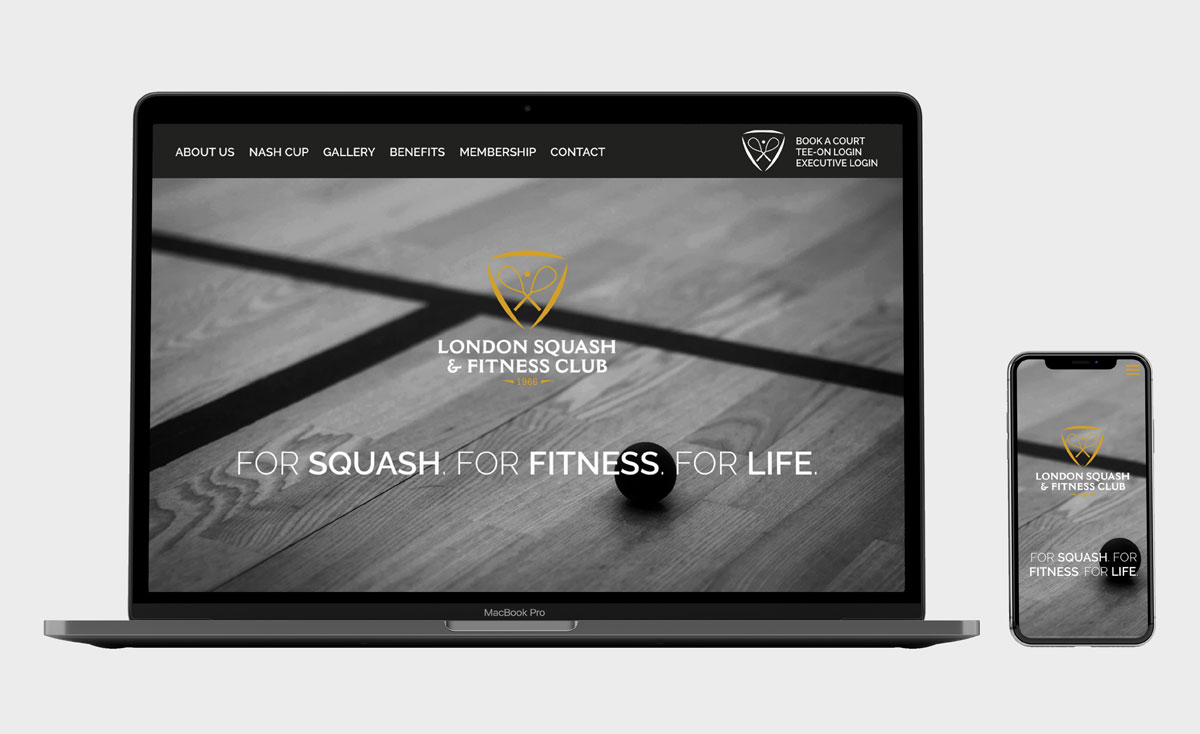 ABOUT US NASH CUP GALLERY BENEFITS MEMBERSHIP CONTACT
BOOK A COURT
TEE-ON LOGIN
EXECUTIVE LOGIN
LONDON SQUASH
& FITNESS CLUB
1966
FOR SQUASH. FOR FITNESS. FOR LIFE.
MacBook Pro
LONDON SQUASH
& FITNESS CLUB
FOR SQUASH. FOR
FITNESS. FOR LIFE.